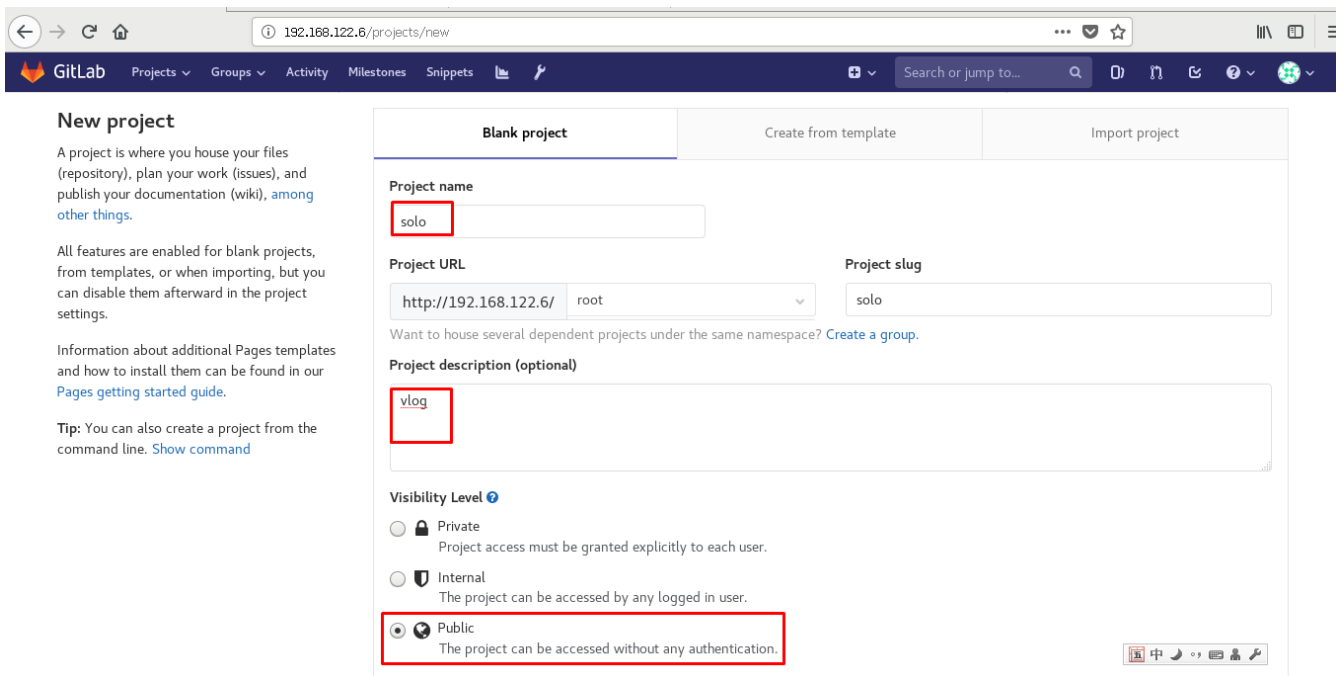 192.168.122.6/projects/new
GitLab Projects Groups Activity Milestones Snippets Search or jump to...
New project
A project is where you house your files
(repository), plan your work (issues), and
publish your documentation (wiki), among
other things.
All features are enabled for blank projects,
from templates, or when importing, but you
can disable them afterward in the project
settings.
Information about additional Pages templates
and how to install them can be found in our
Pages getting started guide.
Tip: You can also create a project from the
command line. Show command
Blank project Create from template Import project
Project name
solo
Project URL Project slug
http://192.168.122.6/ root solo
Want to house several dependent projects under the same namespace? Create a group.
Project description (optional)
vlog
Visibility Level
Private
Project access must be granted explicitly to each user.
Internal
The project can be accessed by any logged in user.
Public
The project can be accessed without any authentication.
五 中